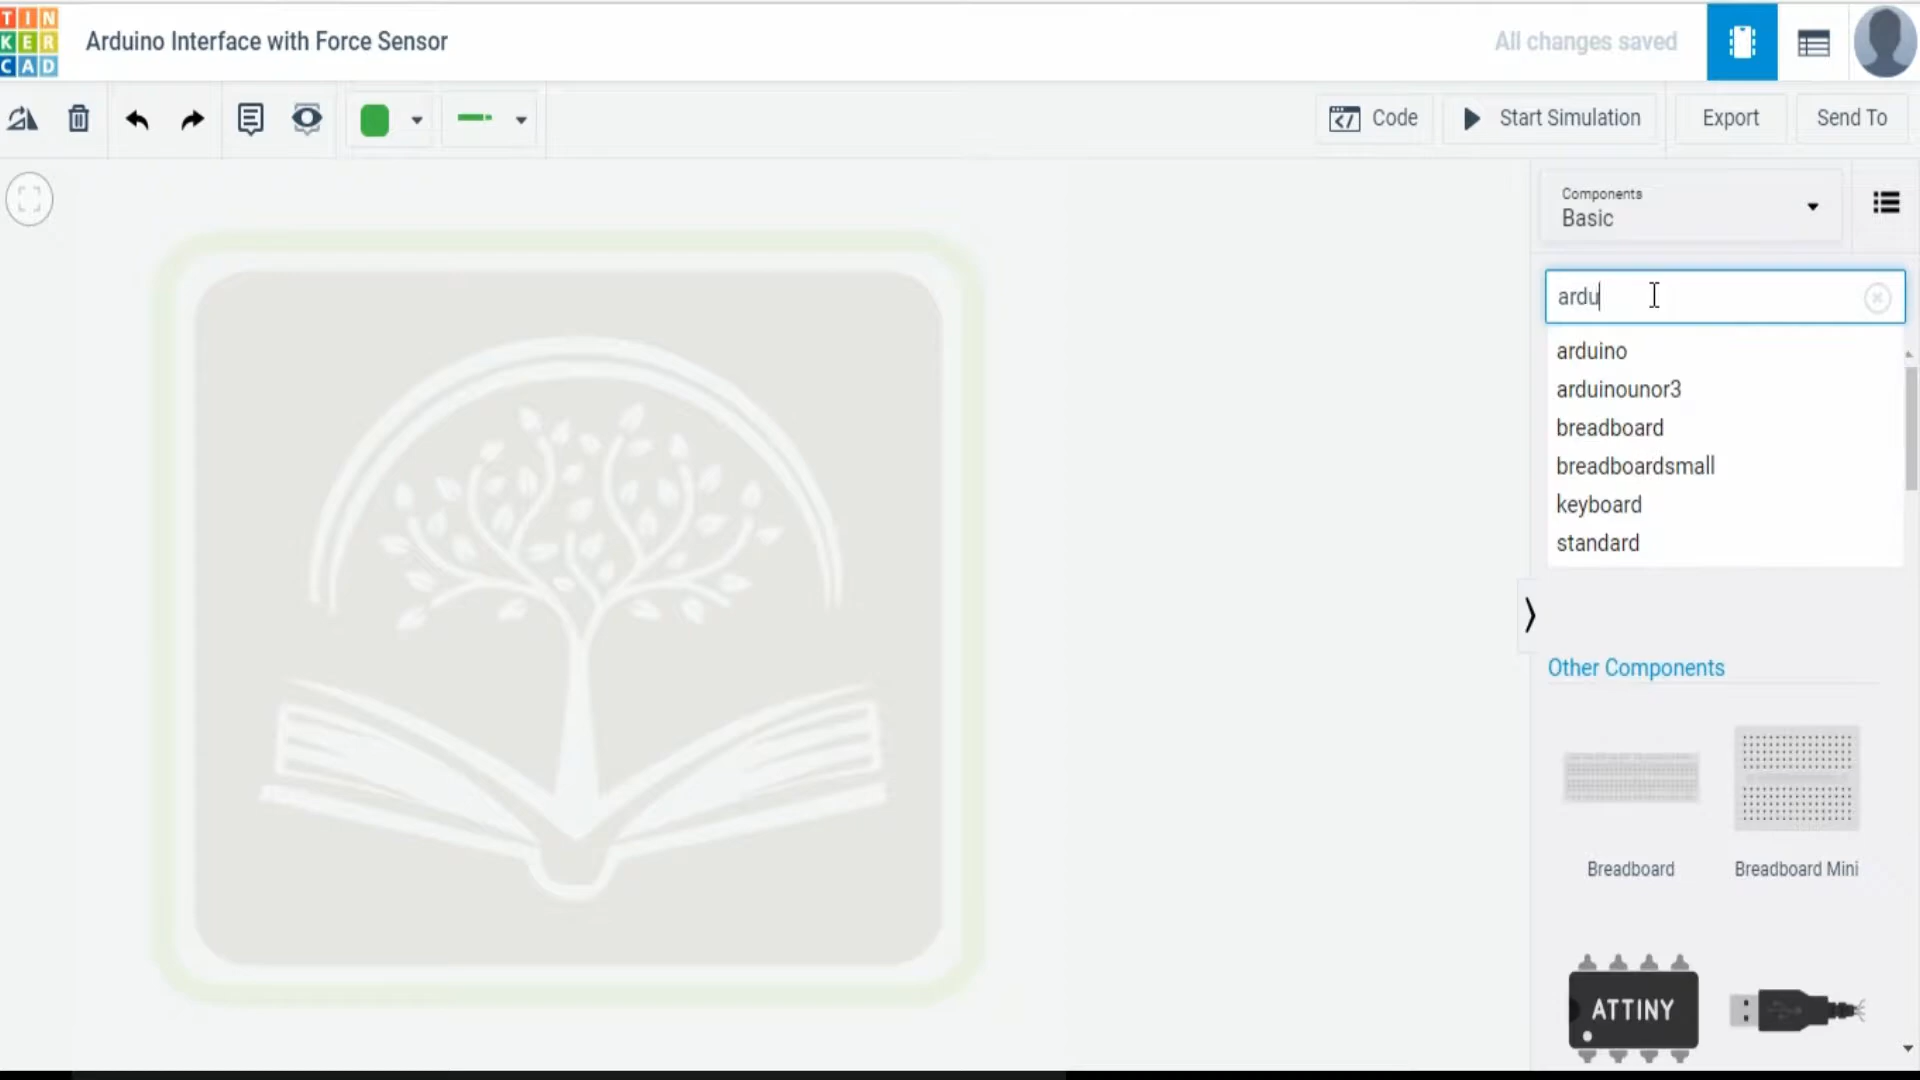 TIN
KER
CAD
Arduino Interface with Force Sensor
All changes saved
Code
Start Simulation
Export
Send To
Components
Basic
ardu
arduino
arduinounor3
breadboard
breadboardsmall
keyboard
standard
Other Components
Breadboard
Breadboard Mini
ATTINY